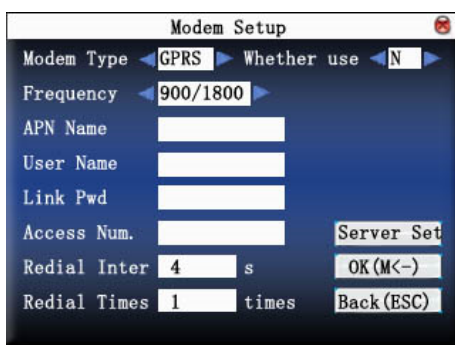 Modem Setup
Modem Type GPRS Whether use N
Frequency 900/1800
APN Name
User Name
Link Pwd
Access Num. Server Set
Redial Inter 4 s OK(M<-)
Redial Times 1 times Back(ESC)